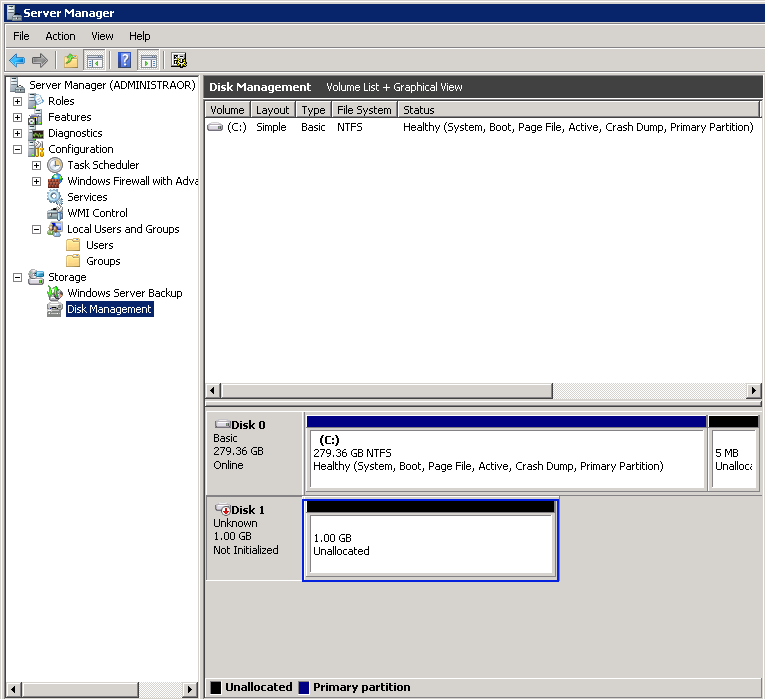 Server Manager
File Action View Help
Server Manager (ADMINISTRAOR)
Roles
Features
Diagnostics
Configuration
Task Scheduler
Windows Firewall with Adva
Services
WMI Control
Local Users and Groups
Users
Groups
Storage
Windows Server Backup
Disk Management
Disk Management Volume List + Graphical View
Volume Layout Type File System Status
(C:) Simple Basic NTFS Healthy (System, Boot, Page File, Active, Crash Dump, Primary Partition)
Disk 0
Basic
279.36 GB
Online
(C:)
279.36 GB NTFS
Healthy (System, Boot, Page File, Active, Crash Dump, Primary Partition)
5 MB
Unalloca
Disk 1
Unknown
1.00 GB
Not Initialized
1.00 GB
Unallocated
Unallocated Primary partition